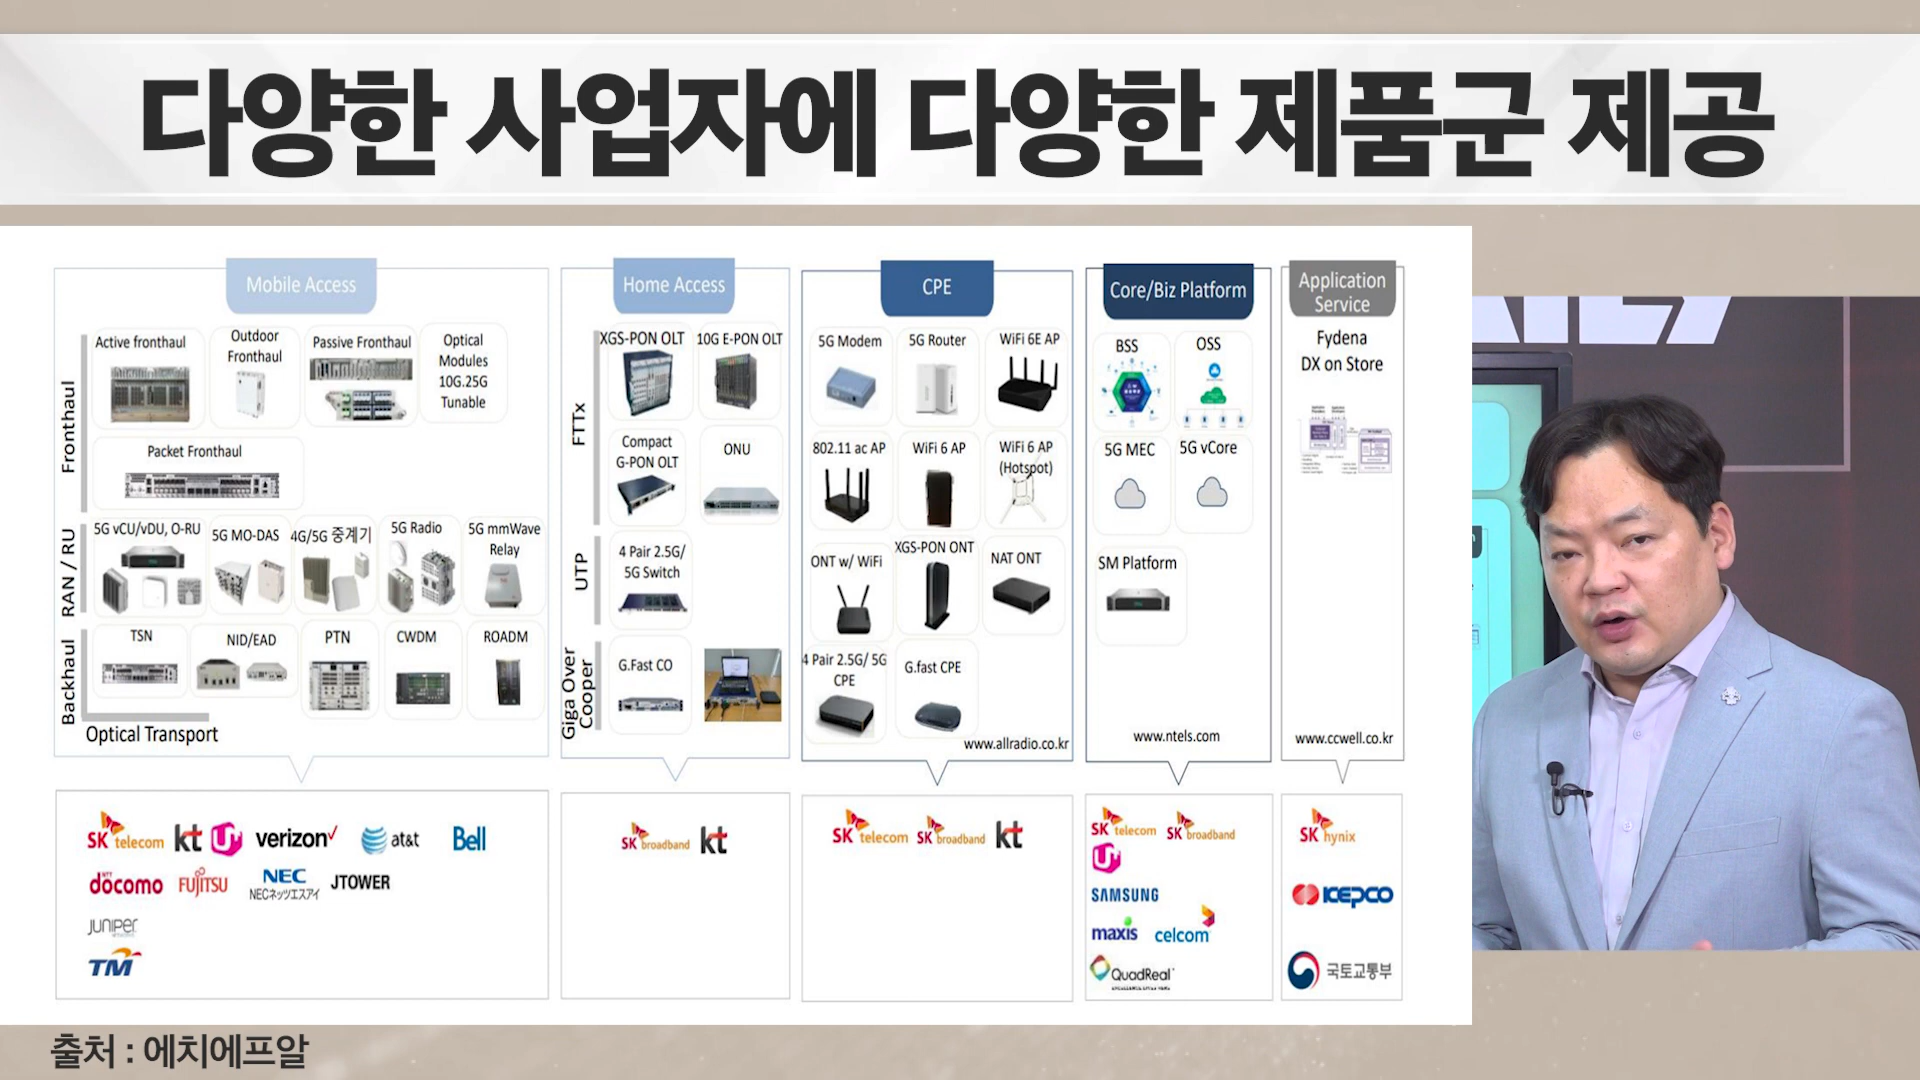 다양한 사업자에 다양한 제품군 제공
Mobile Access
Fronthaul
Active fronthaul
Outdoor
Fronthaul
Passive Fronthaul
Optical
Modules
10G.25G
Tunable
Packet Fronthaul
RAN / RU
5G vCU/vDU, O-RU
5G MO-DAS
4G/5G 중계기
5G Radio
5G mmWave
Relay
Backhaul
TSN
NID/EAD
PTN
CWDM
ROADM
Optical Transport
Home Access
FTTx
XGS-PON OLT
10G E-PON OLT
Compact
G-PON OLT
ONU
UTP
4 Pair 2.5G/
5G Switch
Giga Over
Cooper
G.Fast CO
CPE
5G Modem
5G Router
WiFi 6E AP
802.11 ac AP
WiFi 6 AP
WiFi 6 AP
(Hotspot)
ONT w/ WiFi
XGS-PON ONT
NAT ONT
4 Pair 2.5G/ 5G
CPE
G.fast CPE
www.allradio.co.kr
Core/Biz Platform
BSS
OSS
5G MEC
5G vCore
SM Platform
www.ntels.com
Application
Service
Fydena
DX on Store
www.ccwell.co.kr
SK telecom kt U+ verizon✓ at&t Bell
NTT docomo FUJITSU NEC JTOWER
NECネッツエスアイ
JUNIPER
NETWORKS
TM
SK broadband kt
SK telecom SK broadband kt
SK telecom SK broadband
U+
SAMSUNG
maxis celcom
QuadReal
SK hynix
KEPCO
국토교통부
출처 : 에치에프알